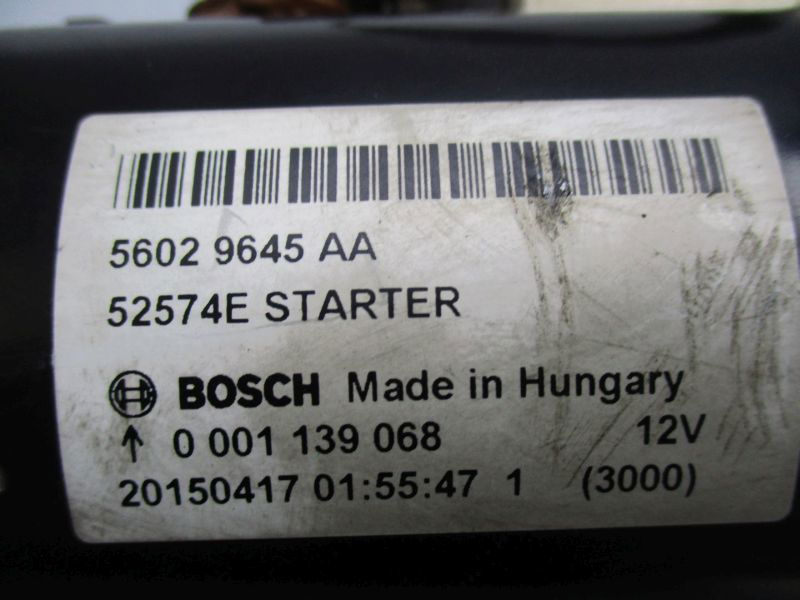 5602 9645 AA
52574E STARTER
BOSCH Made in Hungary
↑ 0 001 139 068 12V
20150417 01:55:47 1 (3000)